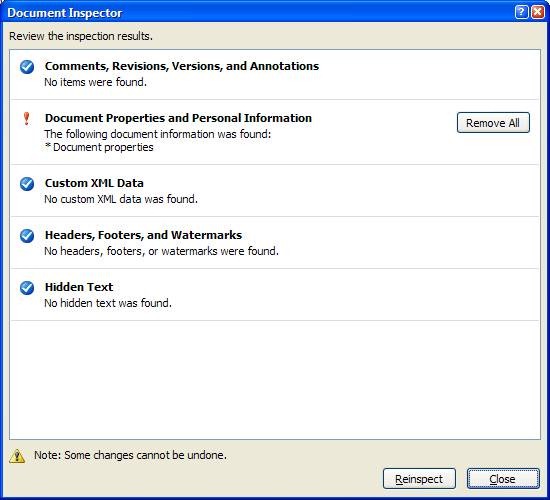 Document Inspector
Review the inspection results.
Comments, Revisions, Versions, and Annotations
No items were found.
Document Properties and Personal Information
Remove All
The following document information was found:
* Document properties
Custom XML Data
No custom XML data was found.
Headers, Footers, and Watermarks
No headers, footers, or watermarks were found.
Hidden Text
No hidden text was found.
Note: Some changes cannot be undone.
Reinspect
Close